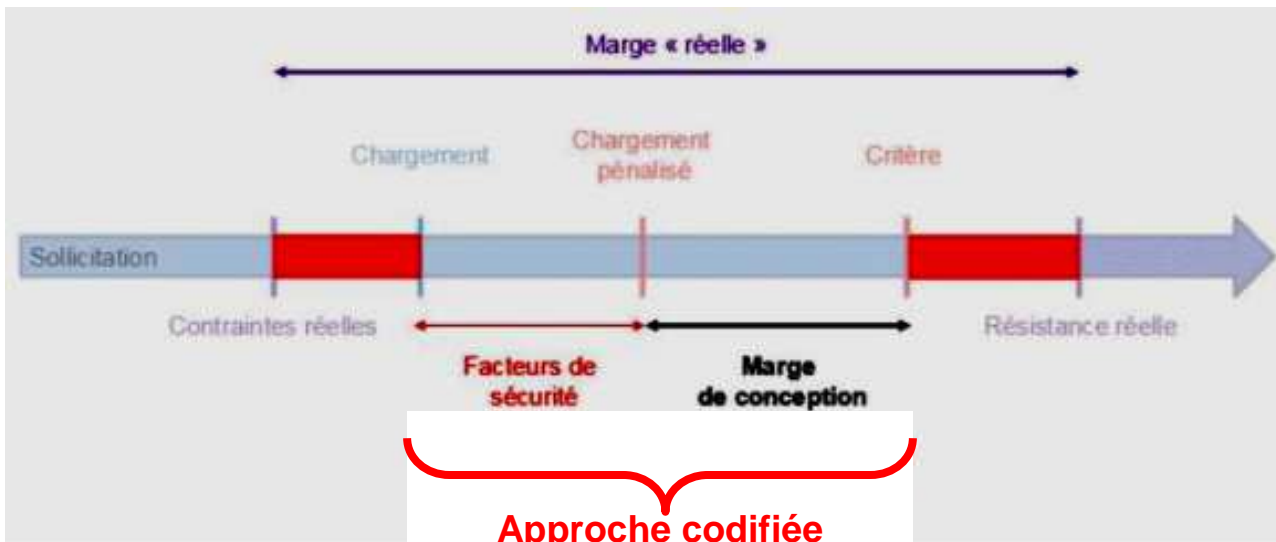 Marge « réelle »
Chargement
Chargement
pénalisé
Critère
Sollicitation
Contraintes réelles
Résistance réelle
Facteurs de
sécurité
Marge
de conception
Approche codifiée